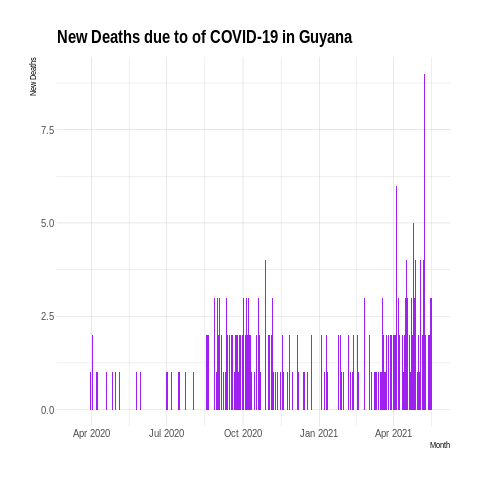 New Deaths due to of COVID-19 in Guyana
New Deaths
7.5
5.0
2.5
0.0
Apr 2020 Jul 2020 Oct 2020 Jan 2021 Apr 2021
Month